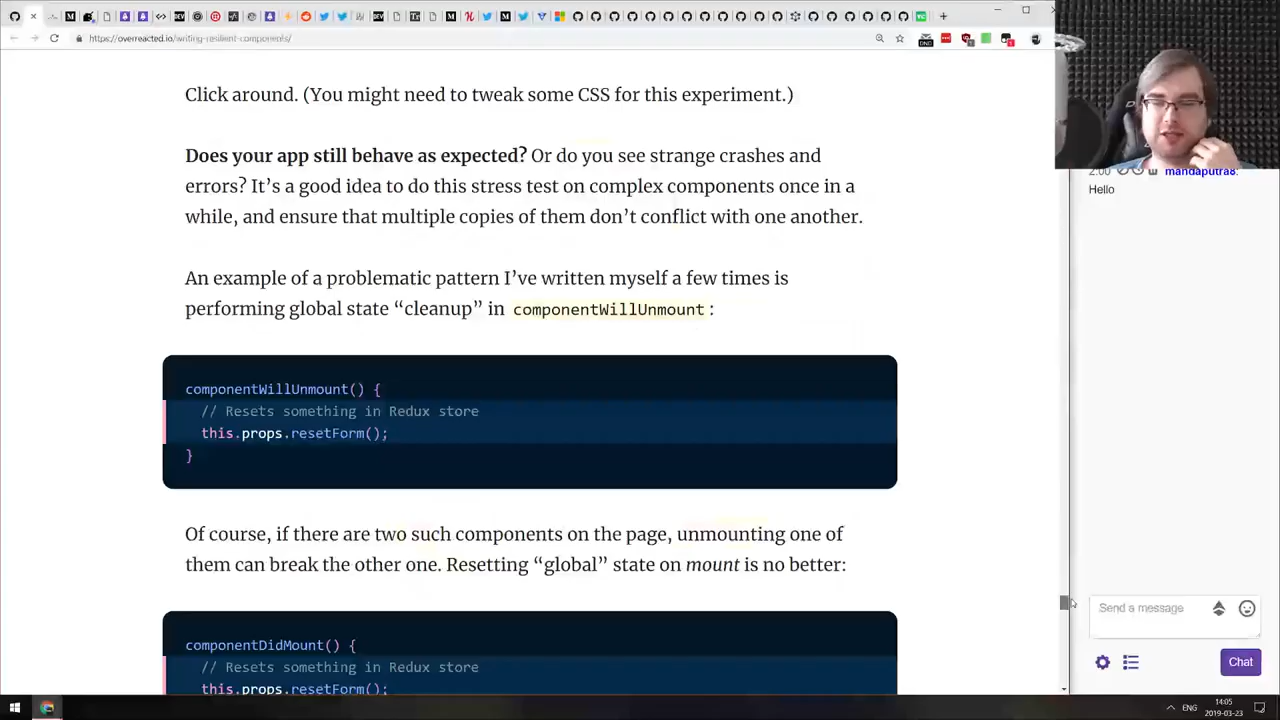 https://overreacted.io/writing-resilient-components/
Click around. (You might need to tweak some CSS for this experiment.)
Does your app still behave as expected? Or do you see strange crashes and
errors? It’s a good idea to do this stress test on complex components once in a
while, and ensure that multiple copies of them don’t conflict with one another.
An example of a problematic pattern I’ve written myself a few times is
performing global state “cleanup” in componentWillUnmount:
componentWillUnmount() {
// Resets something in Redux store
this.props.resetForm();
}
Of course, if there are two such components on the page, unmounting one of
them can break the other one. Resetting “global” state on mount is no better:
componentDidMount() {
// Resets something in Redux store
this.props.resetForm();
2:00 mandaputra8:
Hello
Send a message
Chat
ENG
14:05
2019-03-23